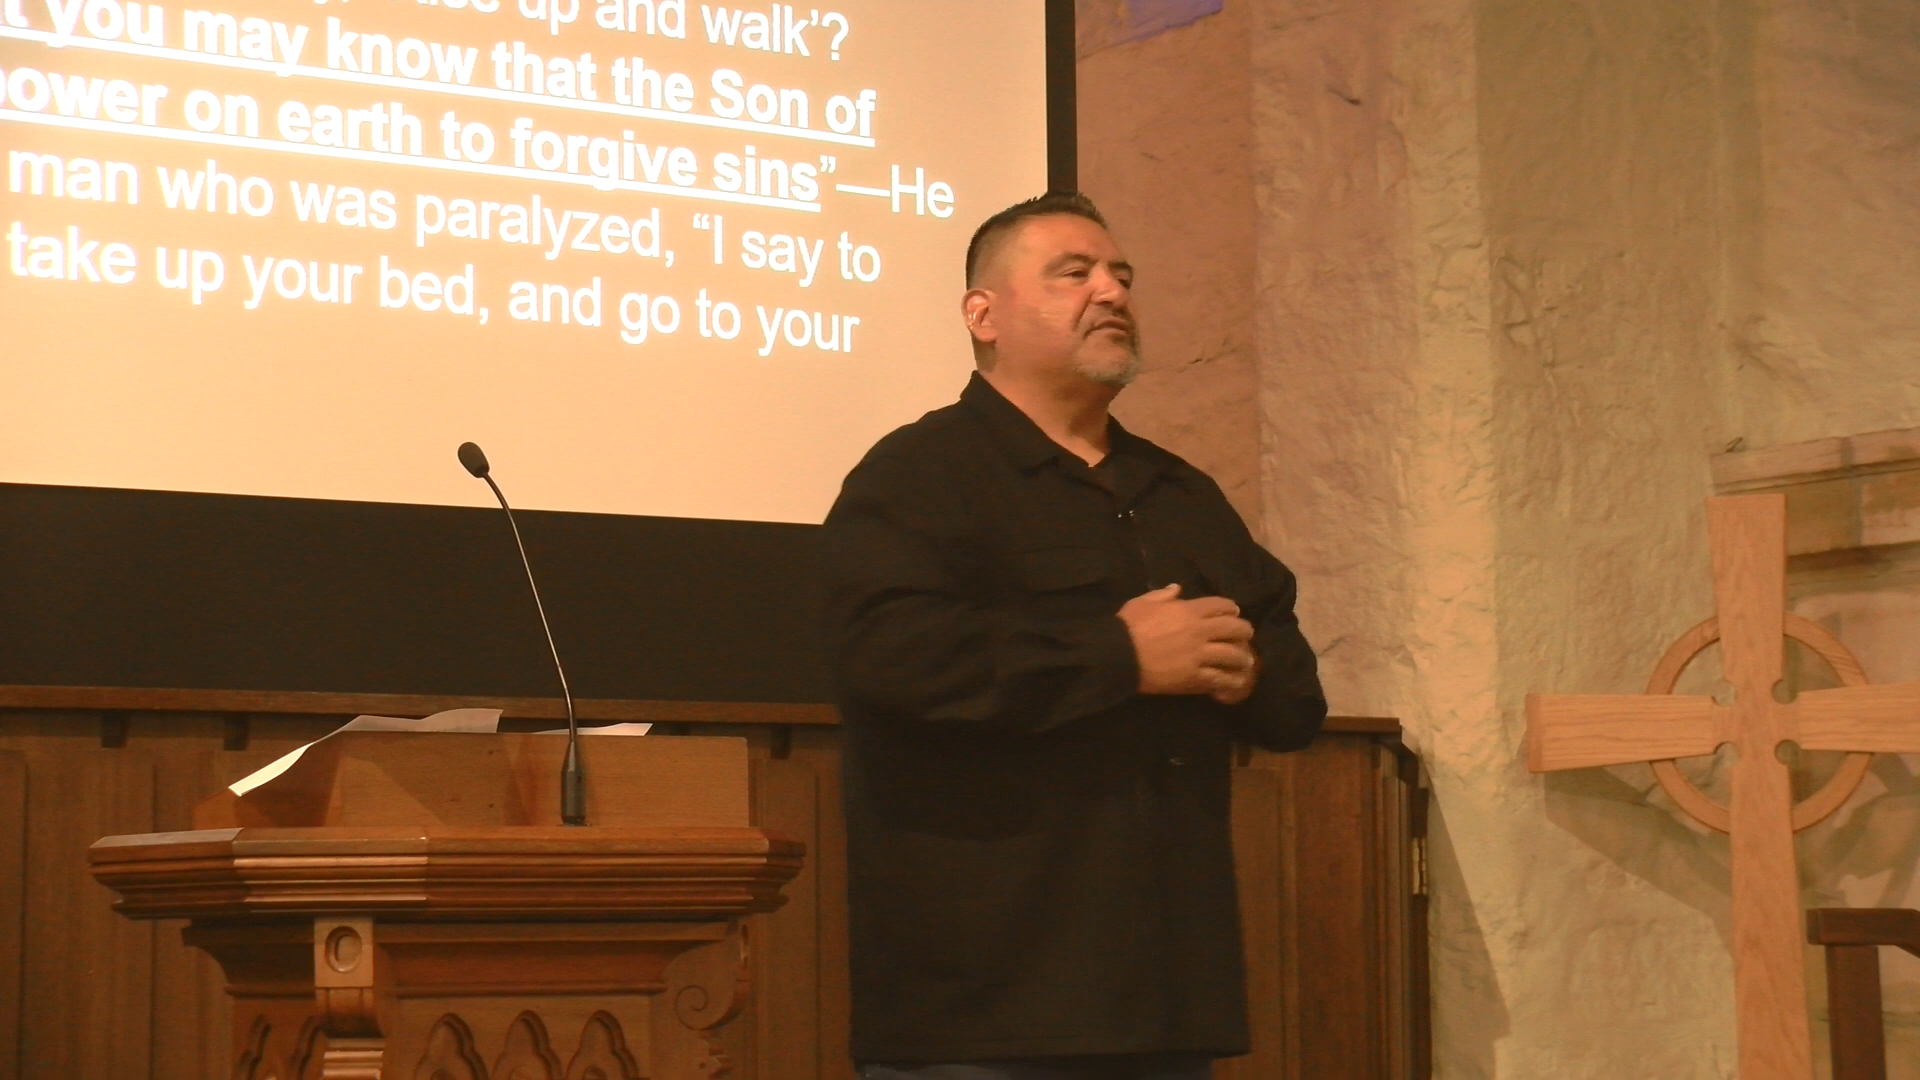 up and walk’?
you may know that the Son of
power on earth to forgive sins”—He
man who was paralyzed, “I say to
take up your bed, and go to your